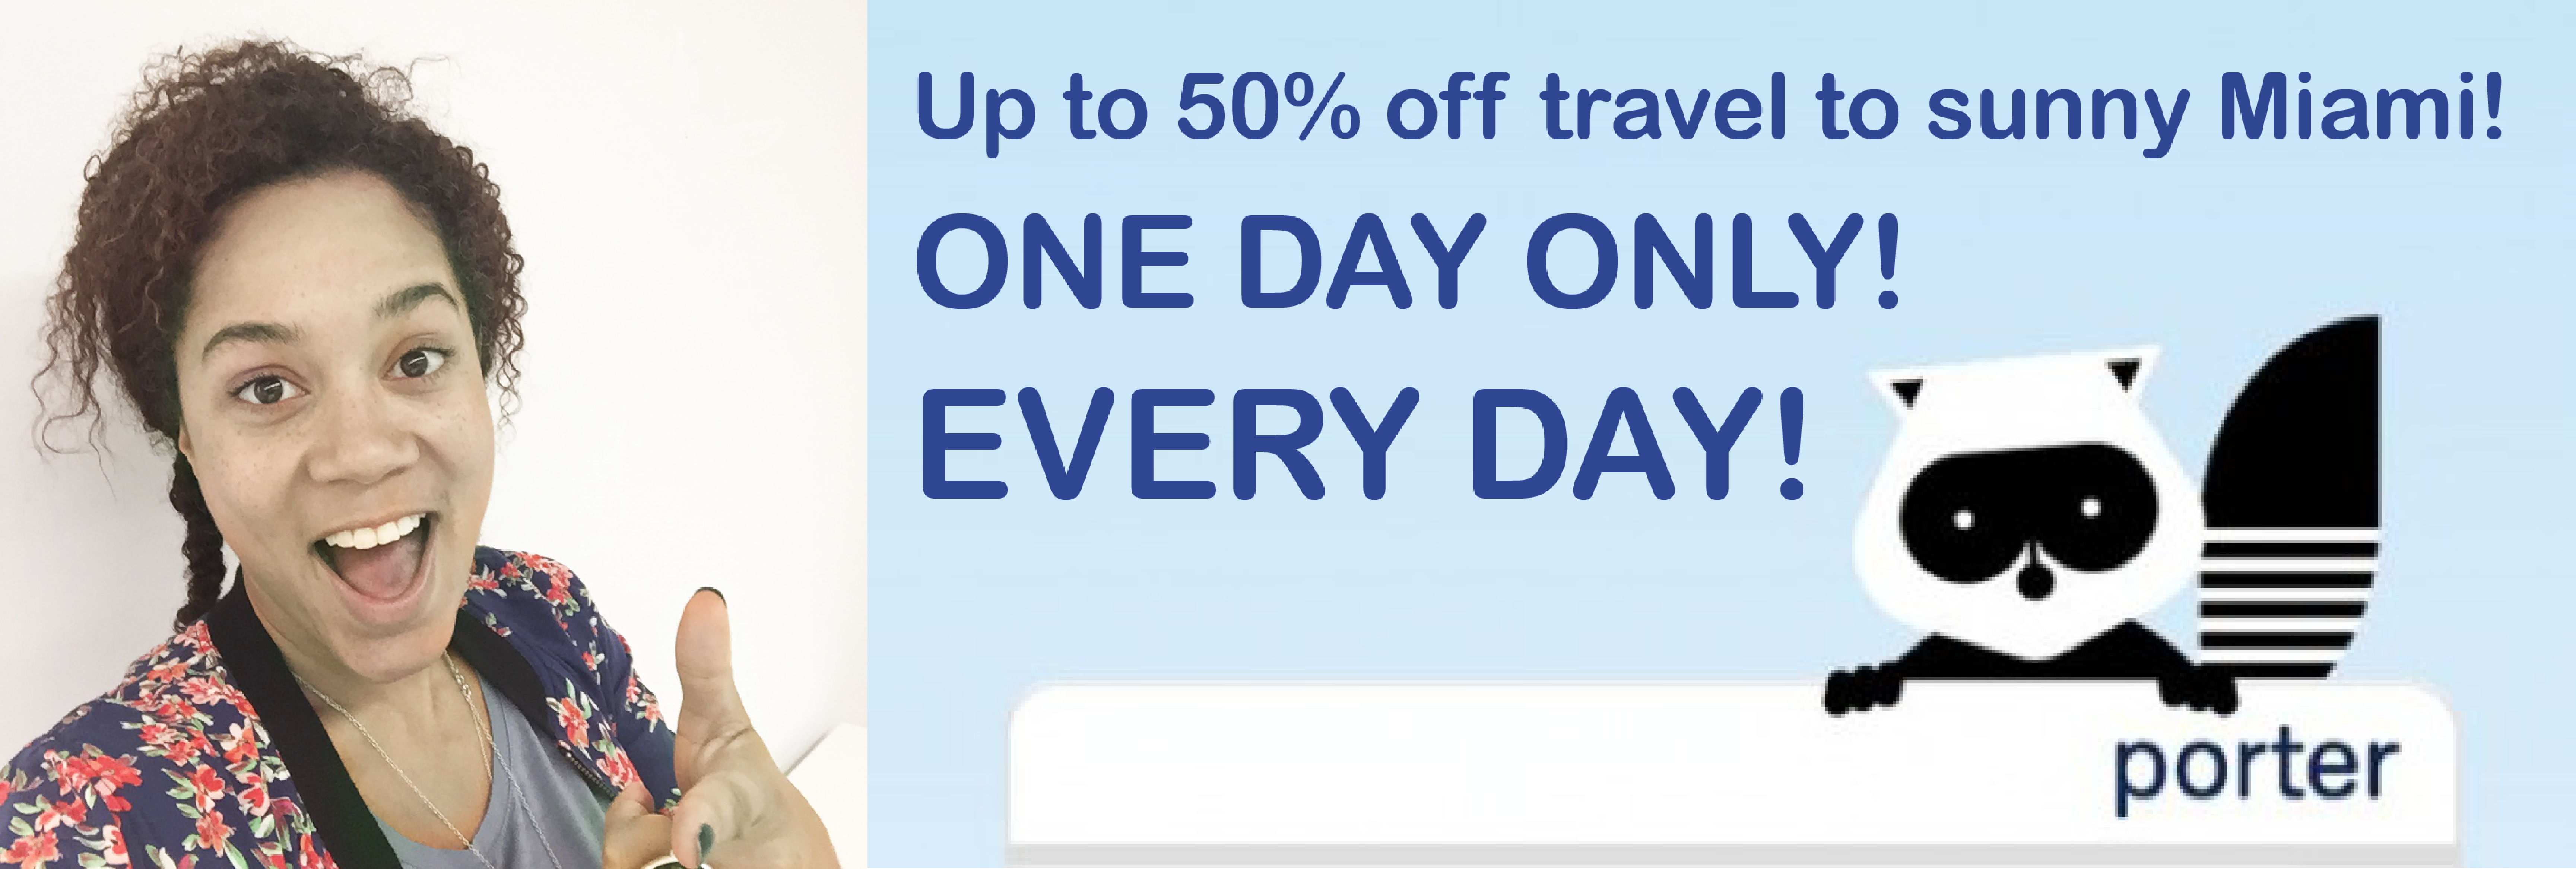 Up to 50% off travel to sunny Miami!
ONE DAY ONLY!
EVERY DAY!
porter